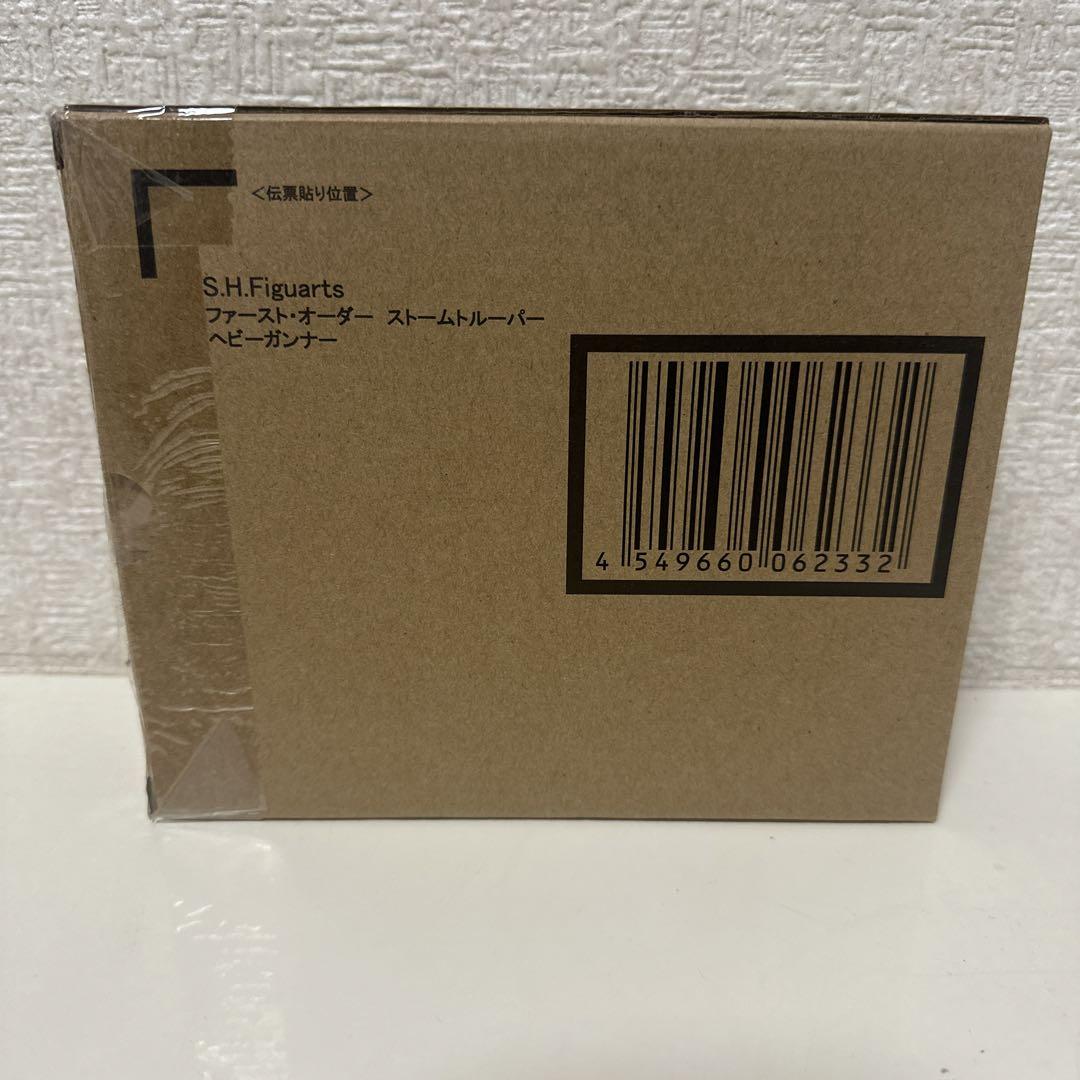 <伝票貼り位置>
S.H.Figuarts
ファースト・オーダー ストームトルーパー
ヘビーガンナー
4 549660 062332